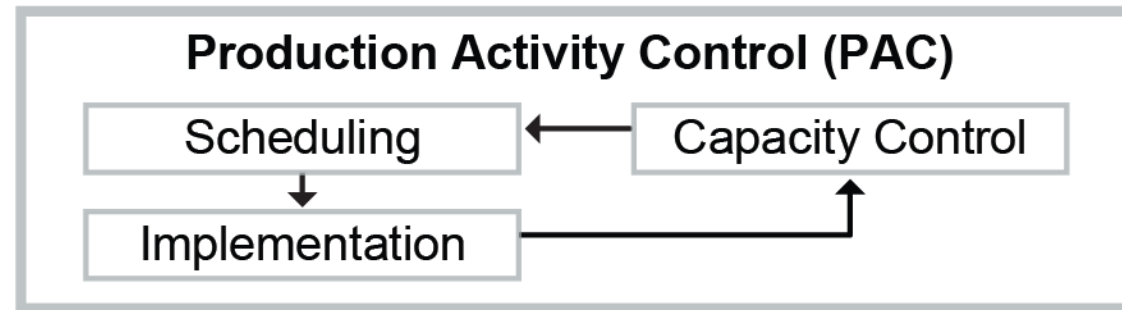 Production Activity Control (PAC)
Scheduling
Capacity Control
Implementation